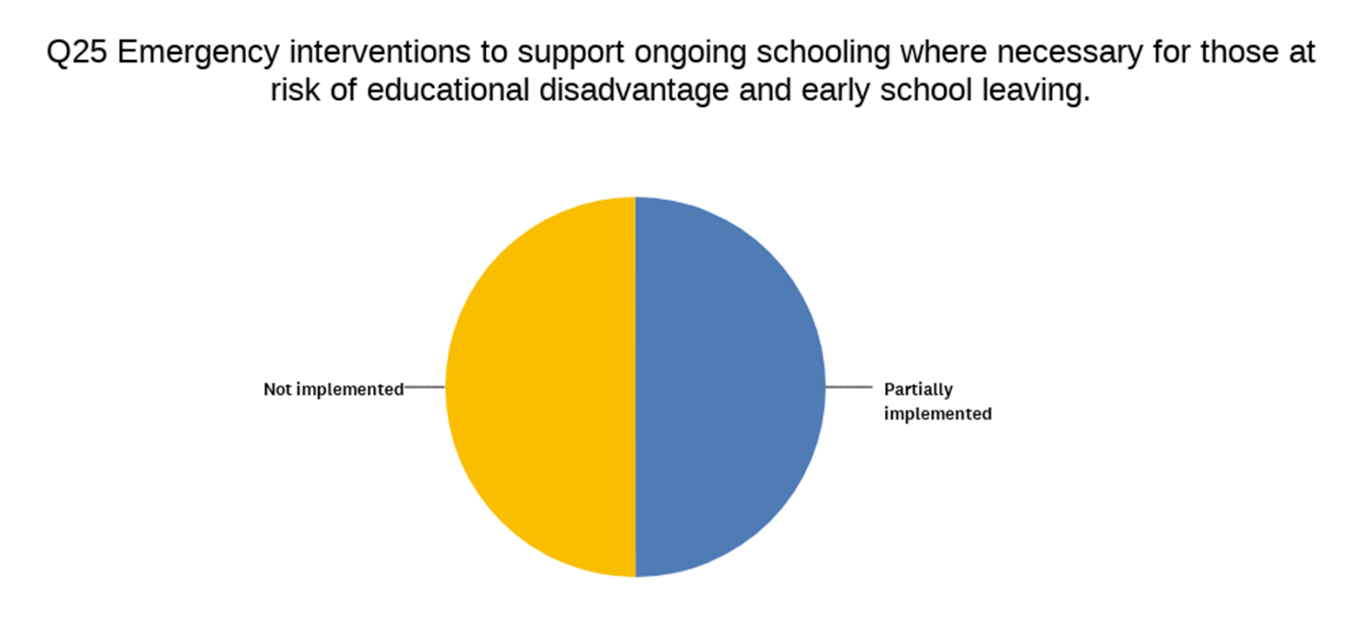 Q25 Emergency interventions to support ongoing schooling where necessary for those at
risk of educational disadvantage and early school leaving.
Not implemented
Partially
implemented